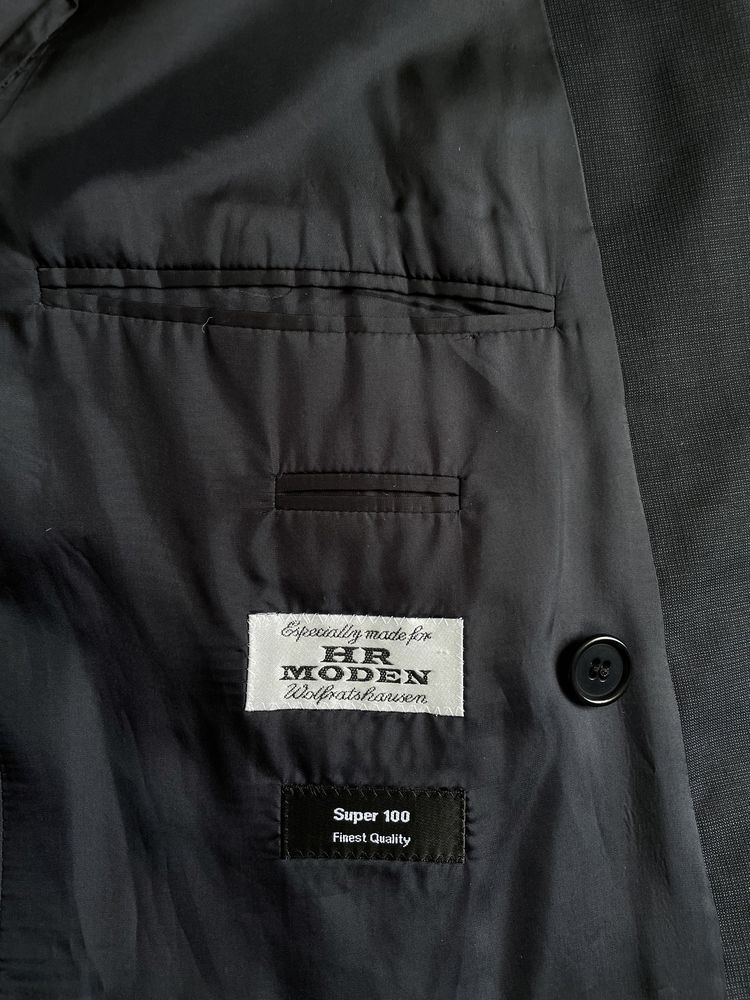 Especially made for
HR
MODEN
Wolfratshausen
Super 100
Finest Quality